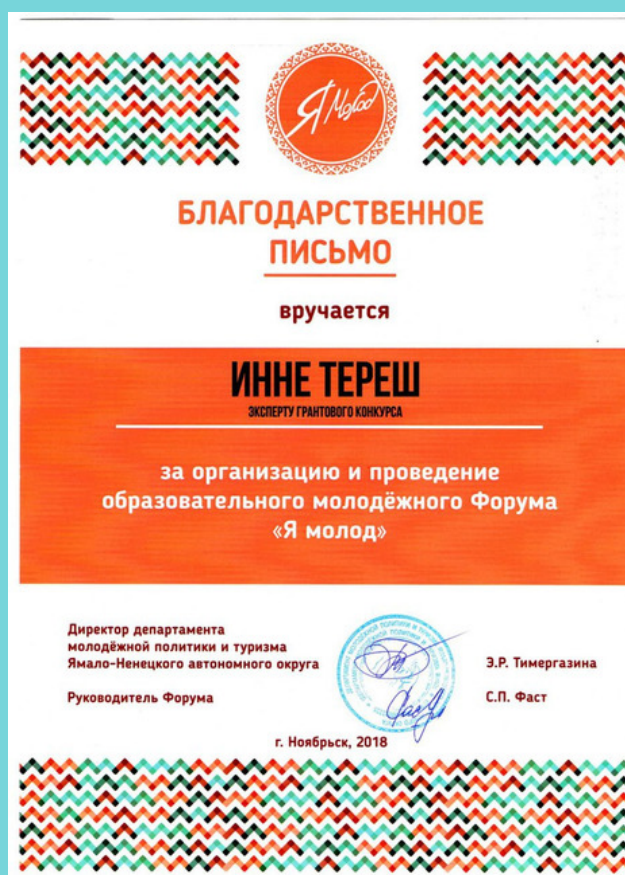 Я Молод
БЛАГОДАРСТВЕННОЕ
ПИСЬМО
вручается
ИННЕ ТЕРЕШ
ЭКСПЕРТУ ГРАНТОВОГО КОНКУРСА
за организацию и проведение
образовательного молодёжного Форума
«Я молод»
Директор департамента
молодёжной политики и туризма
Ямало-Ненецкого автономного округа
Э.Р. Тимергазина
Руководитель Форума
С.П. Фаст
г. Ноябрьск, 2018